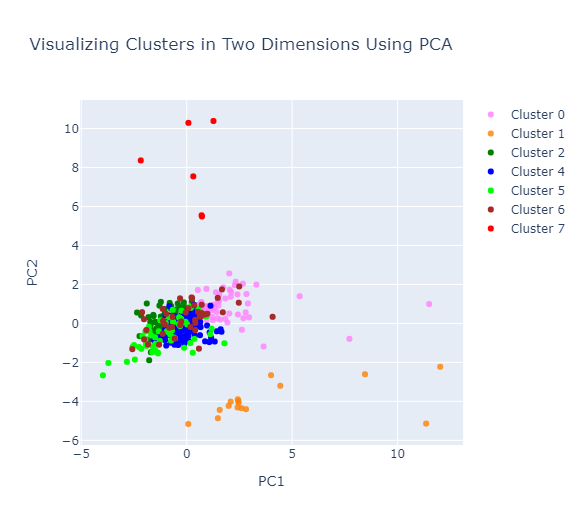 Visualizing Clusters in Two Dimensions Using PCA
Cluster 0
Cluster 1
Cluster 2
Cluster 4
Cluster 5
Cluster 6
Cluster 7
10
8
6
4
2
0
−2
−4
−6
PC2
−5
0
5
10
PC1